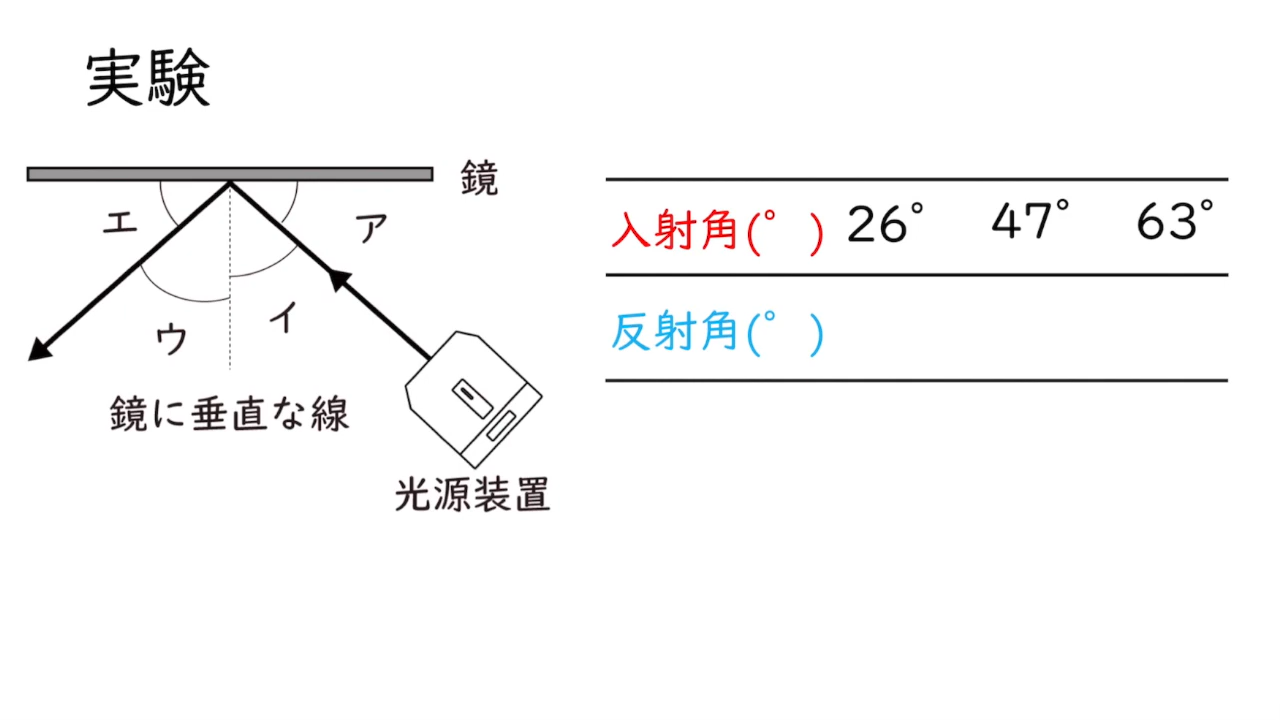 実験
鏡
エ
ア
ウ
イ
鏡に垂直な線
光源装置
入射角(° ) 26° 47° 63°
反射角(° )